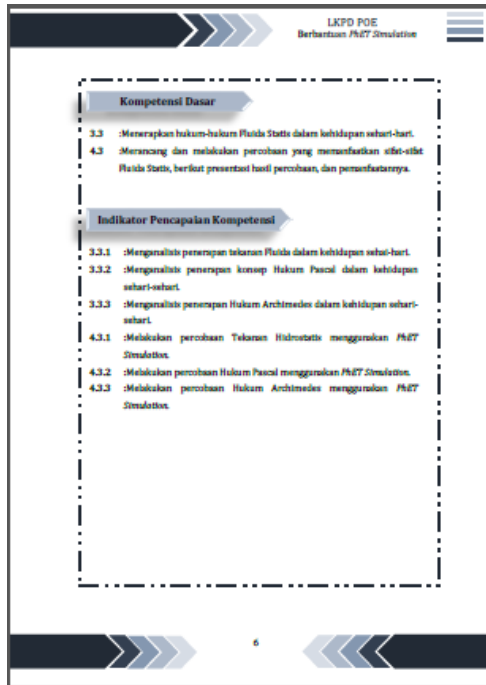 LKPD POE
Berbantuan PhET Simulation
Kompetensi Dasar
3.3 :Menerapkan hukum-hukum Fluida Statis dalam kehidupan sehari-hari.
4.3 :Merancang dan melakukan percobaan yang memanfaatkan sifat-sifat
Fluida Statis, berikut presentasi hasil percobaan, dan pemanfaatannya.
Indikator Pencapaian Kompetensi
3.3.1 :Menganalisis penerapan tekanan Fluida dalam kehidupan sehai-hari.
3.3.2 :Menganalisis penerapan konsep Hukum Pascal dalam kehidupan
sehari-sehari.
3.3.3 :Menganalisis penerapan Hukum Archimedes dalam kehidupan sehari-
sehari.
4.3.1 :Melakukan percobaan Tekanan Hidrostatis menggunakan PhET
Simulation.
4.3.2 :Melakukan percobaan Hukum Pascal menggunakan PhET Simulation.
4.3.3 :Melakukan percobaan Hukum Archimedes menggunakan PhET
Simulation.
6